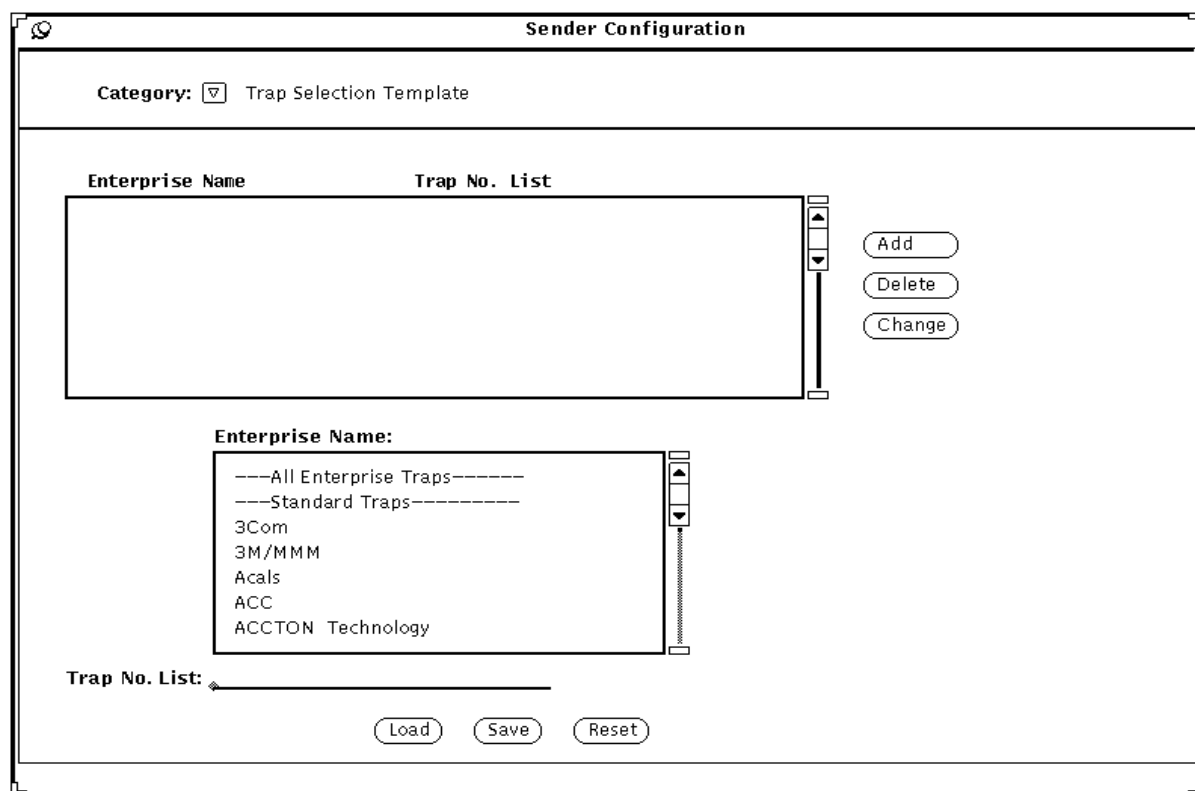 Sender Configuration
Category: Trap Selection Template
Enterprise Name Trap No. List
Add
Delete
Change
Enterprise Name:
---All Enterprise Traps------
---Standard Traps---------
3Com
3M/MMM
Acals
ACC
ACCTON Technology
Trap No. List:
Load Save Reset